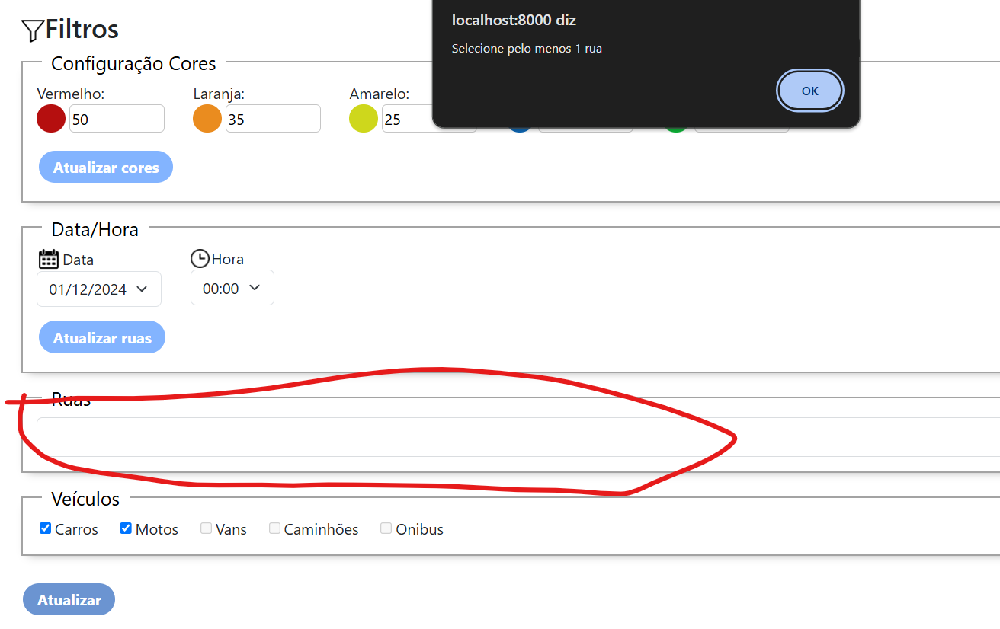 localhost:8000 diz
Selecione pelo menos 1 rua
OK
Filtros
Configuração Cores
Vermelho: Laranja: Amarelo:
50 35 25
Atualizar cores
Data/Hora
Data Hora
01/12/2024 00:00
Atualizar ruas
Ruas
Veículos
Carros Motos Vans Caminhões Onibus
Atualizar